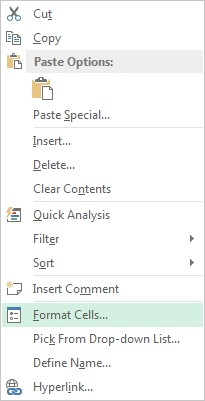 Cut
Copy
Paste Options:
Paste Special...
Insert...
Delete...
Clear Contents
Quick Analysis
Filter
Sort
Insert Comment
Format Cells...
Pick From Drop-down List...
Define Name...
Hyperlink...